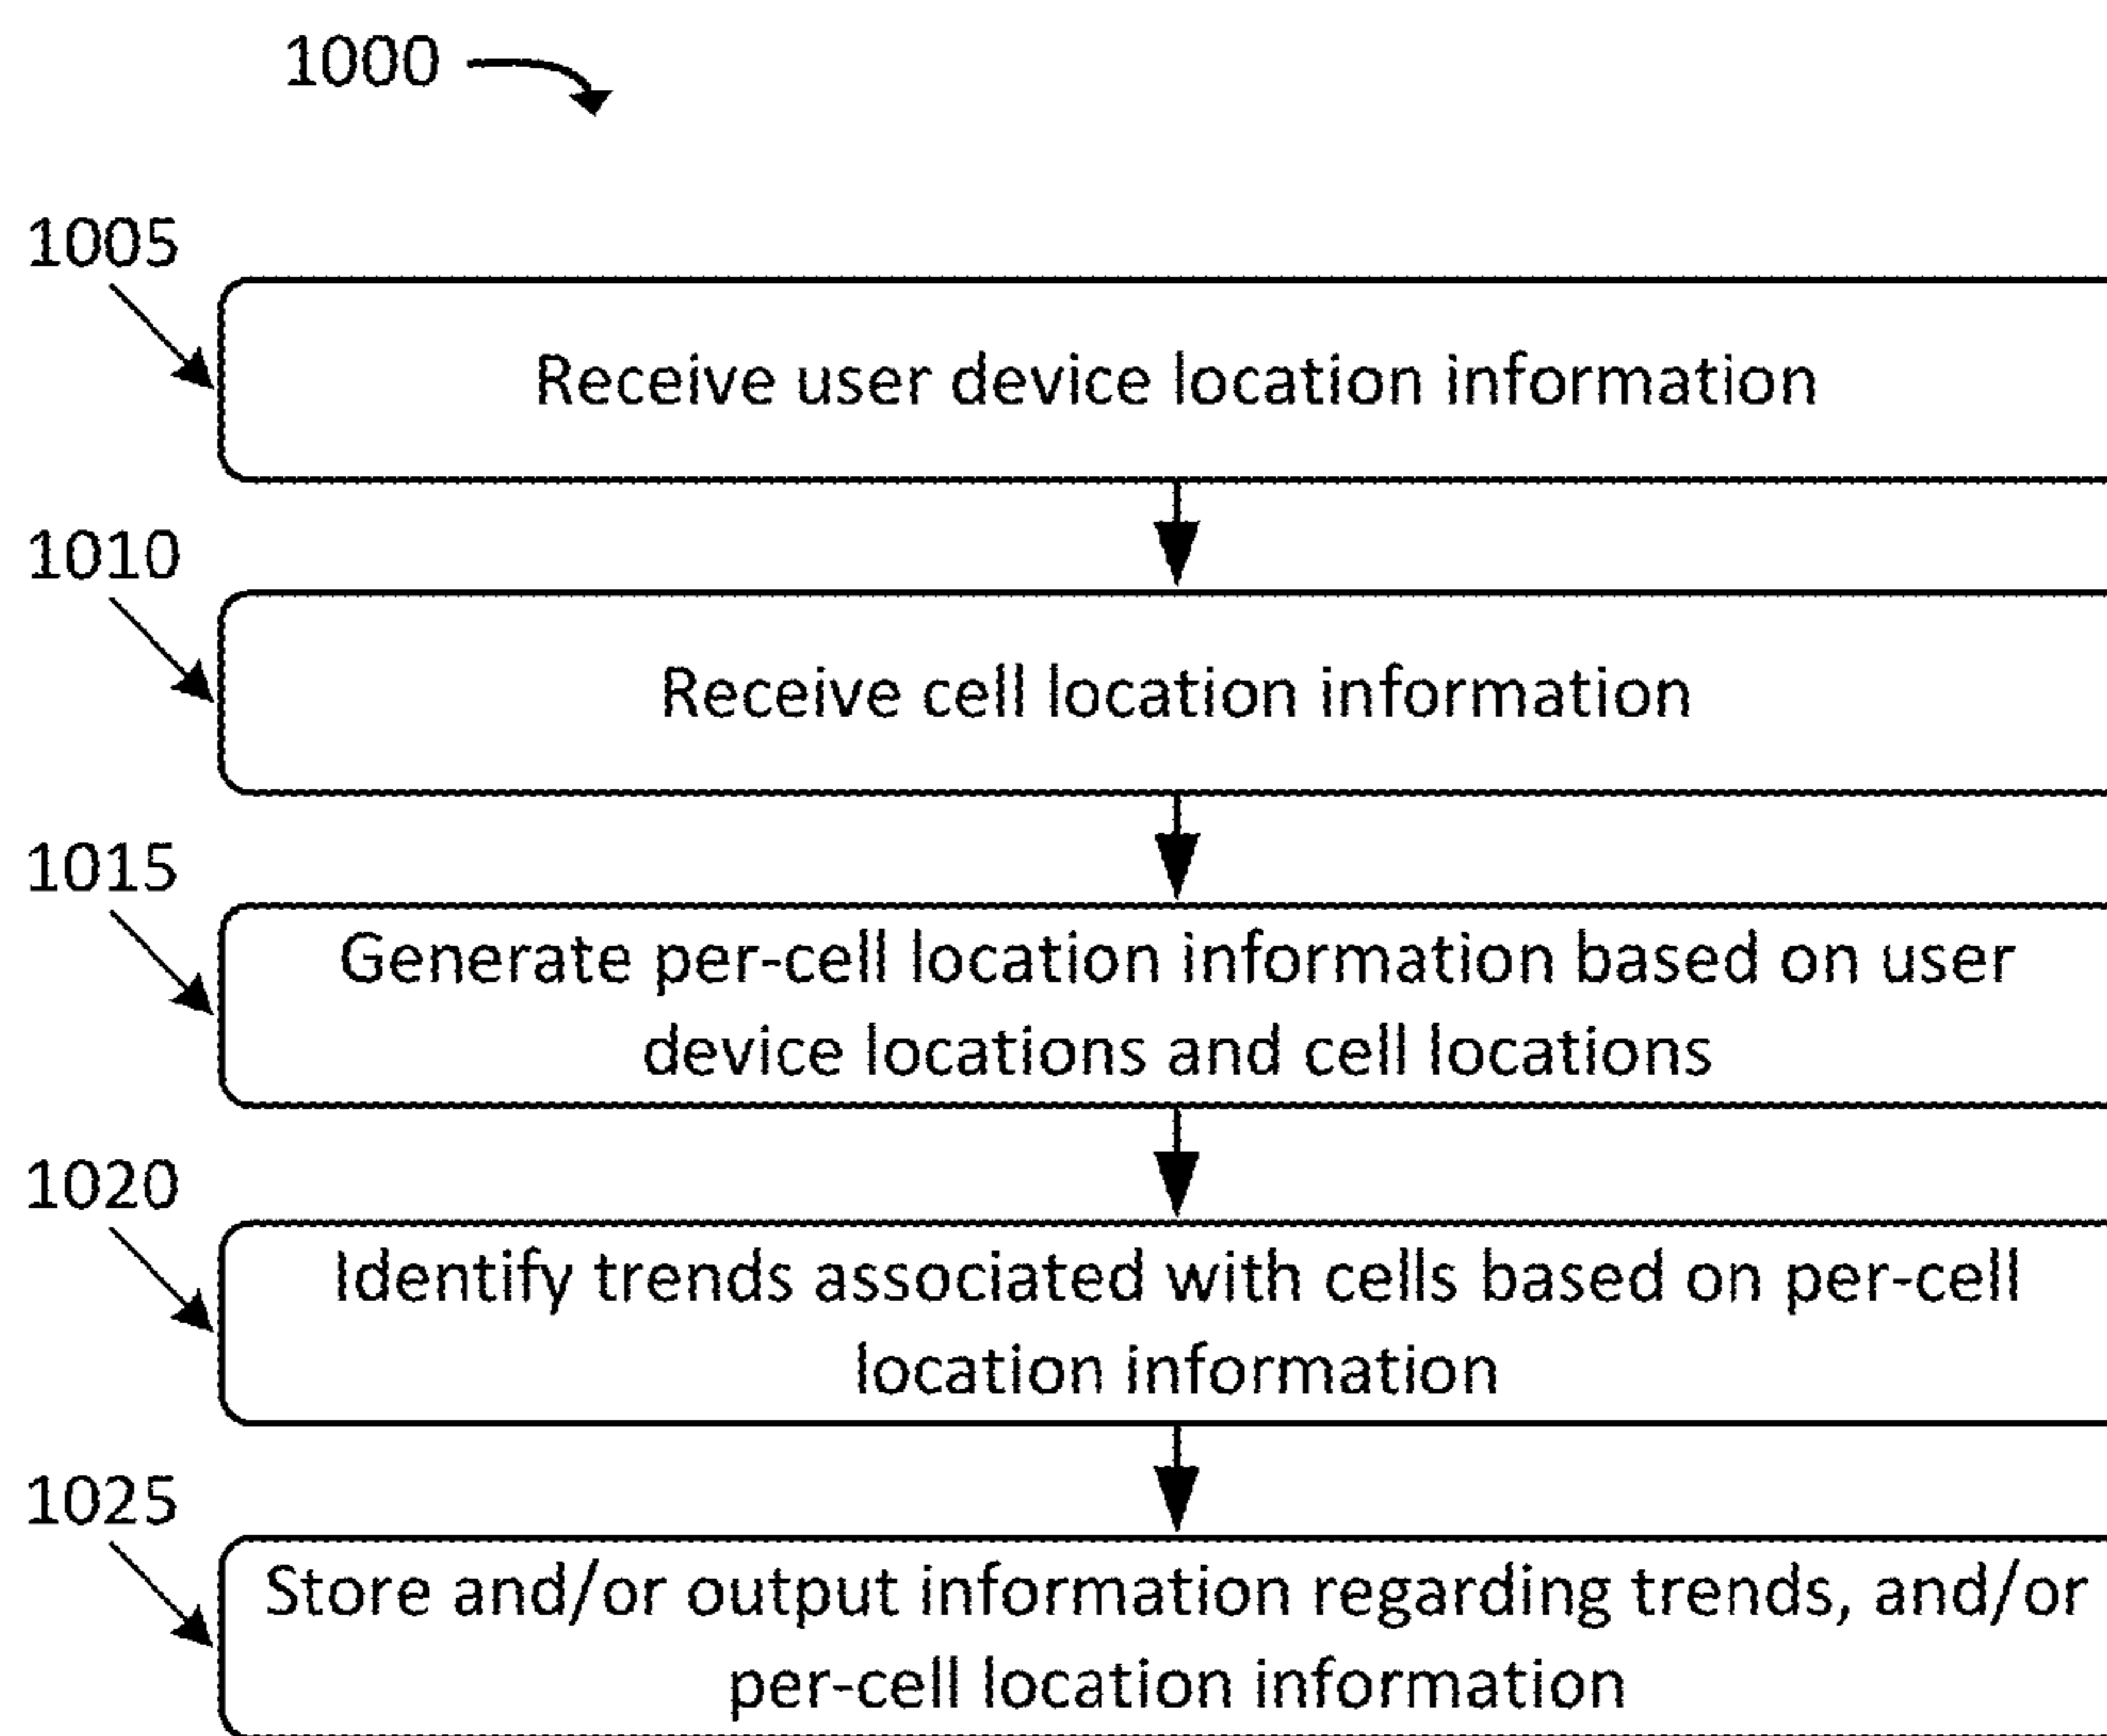 1000
1005
Receive user device location information
1010
Receive cell location information
1015
Generate per-cell location information based on user
device locations and cell locations
1020
Identify trends associated with cells based on per-cell
location information
1025
Store and/or output information regarding trends, and/or
per-cell location information